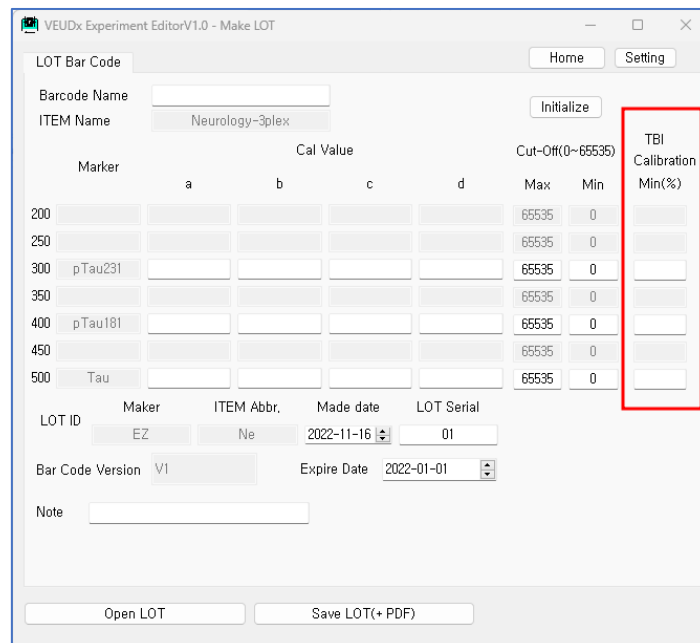 VEUDx Experiment EditorV1.0 - Make LOT
LOT Bar Code
Home
Setting
Barcode Name
ITEM Name Neurology-3plex
Initialize
Marker
Cal Value
a b c d
Cut-Off(0~65535)
Max Min
TBI
Calibration
Min(%)
200 65535 0
250 65535 0
300 pTau231 65535 0
350 65535 0
400 pTau181 65535 0
450 65535 0
500 Tau 65535 0
LOT ID
Maker ITEM Abbr. Made date LOT Serial
EZ Ne 2022-11-16 01
Bar Code Version V1 Expire Date 2022-01-01
Note
Open LOT Save LOT(+ PDF)